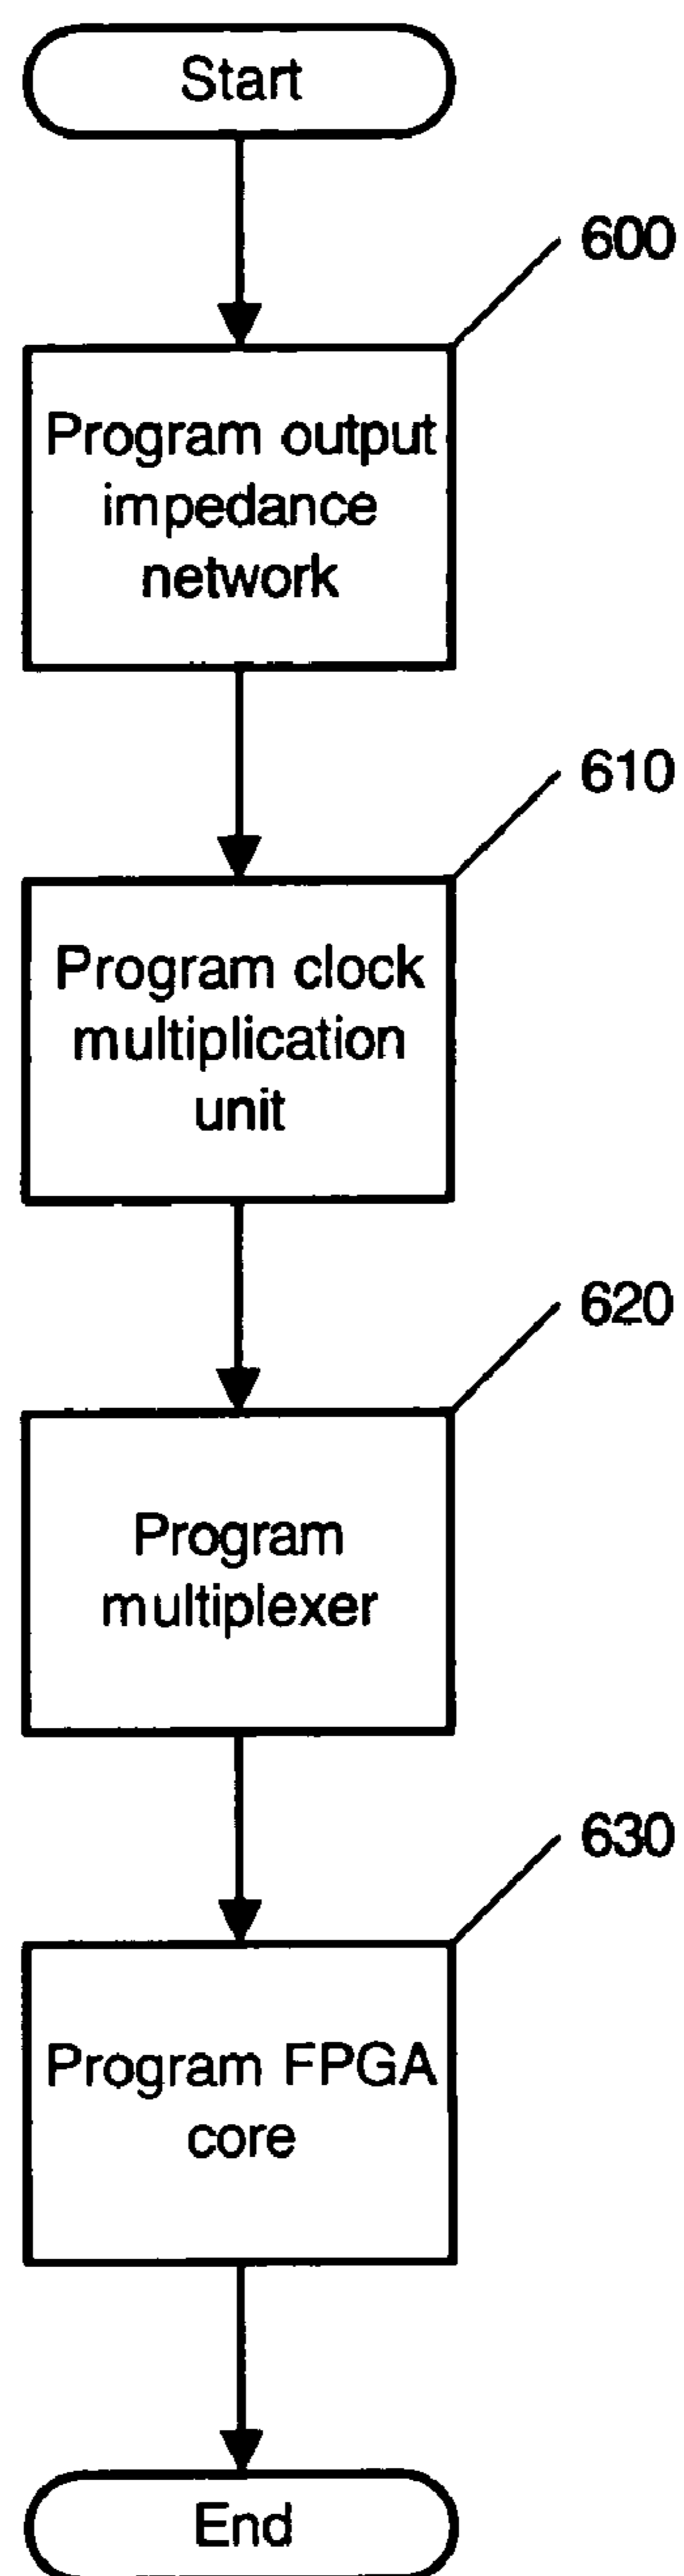 Start
600
Program output
impedance
network
610
Program clock
multiplication
unit
620
Program
multiplexer
630
Program FPGA
core
End